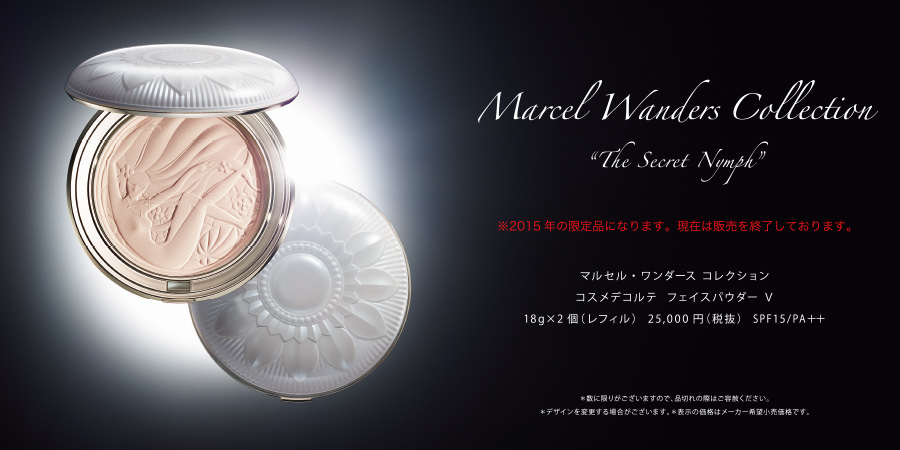 Marcel Wanders Collection
“The Secret Nymph”
※2015年の限定品になります。現在は販売を終了しております。
マルセル・ワンダース コレクション
コスメデコルテ フェイスパウダー V
18g×2個（レフィル） 25,000円（税抜） SPF15/PA++
＊数に限りがございますので、品切れの際はご容赦ください。
＊デザインを変更する場合がございます。＊表示の価格はメーカー希望小売価格です。